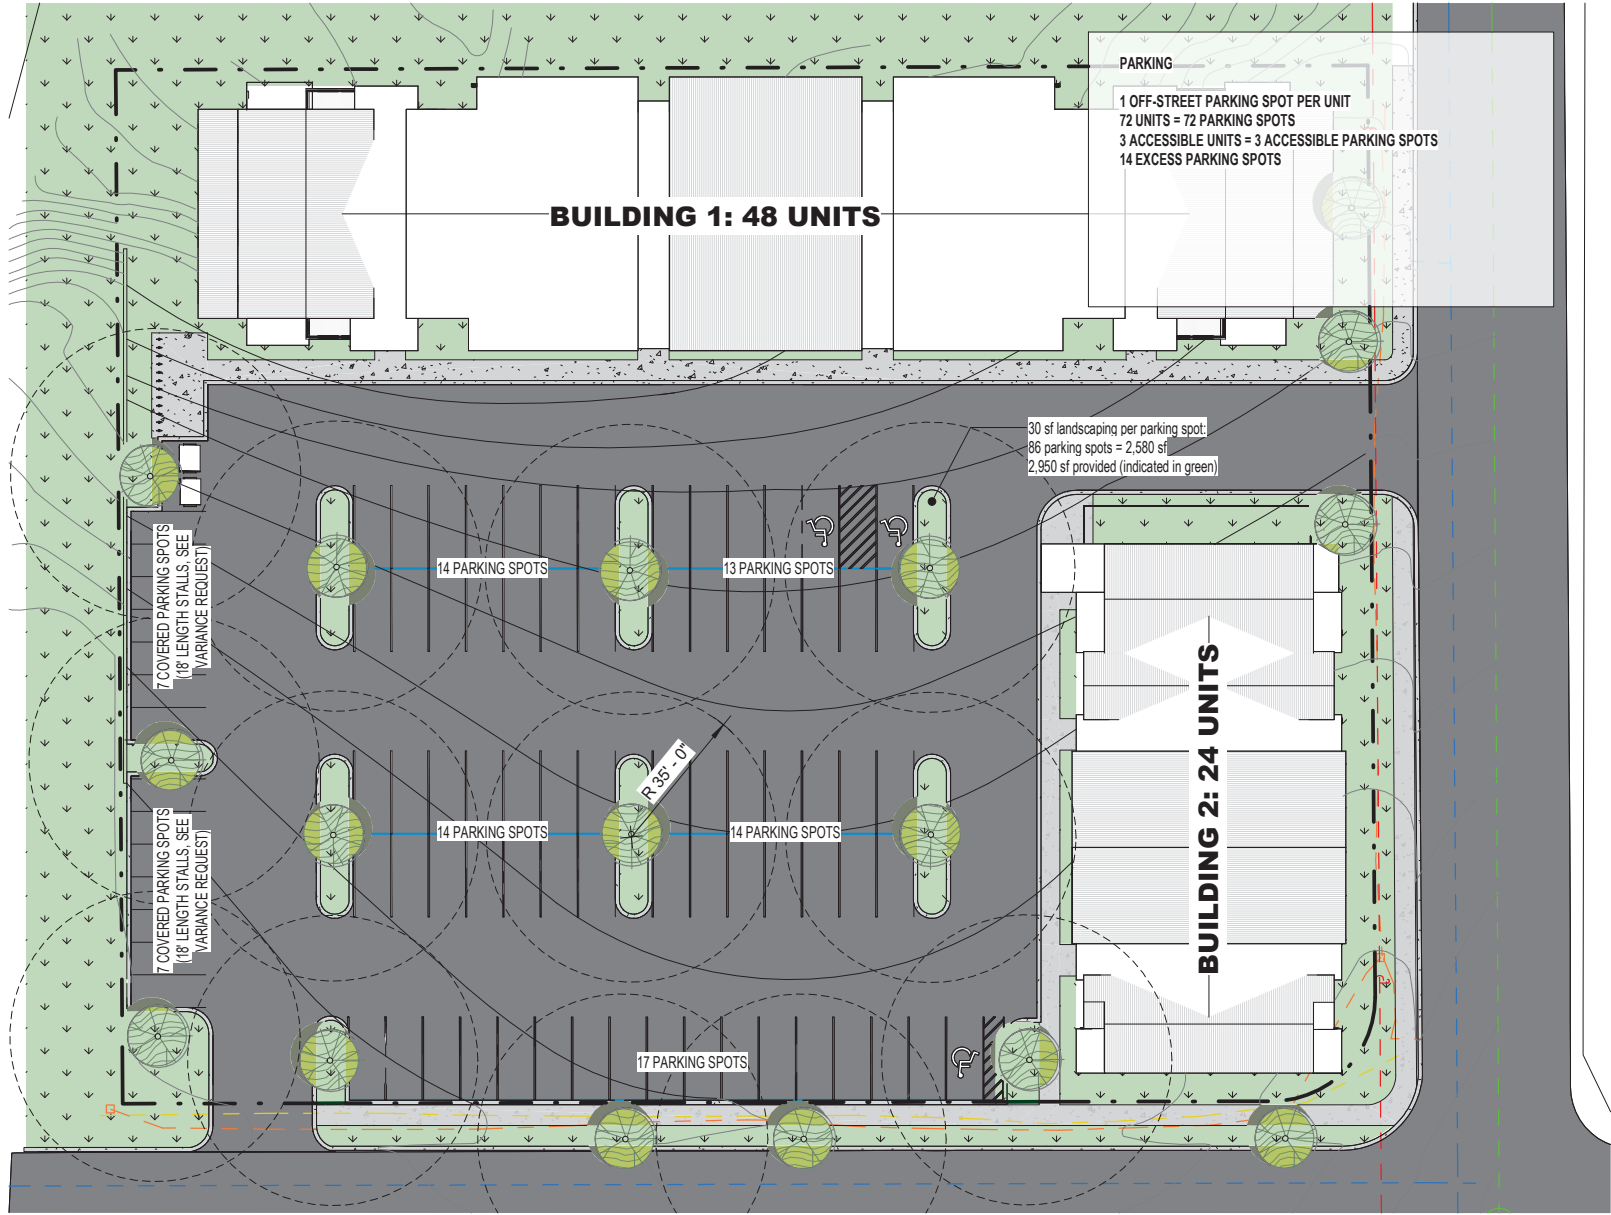 PARKING
1 OFF-STREET PARKING SPOT PER UNIT
72 UNITS = 72 PARKING SPOTS
3 ACCESSIBLE UNITS = 3 ACCESSIBLE PARKING SPOTS
14 EXCESS PARKING SPOTS
BUILDING 1: 48 UNITS
30 sf landscaping per parking spot:
86 parking spots = 2,580 sf
2,950 sf provided (indicated in green)
7 COVERED PARKING SPOTS
(18' LENGTH STALLS, SEE
VARIANCE REQUEST)
14 PARKING SPOTS
13 PARKING SPOTS
R 35' - 0"
BUILDING 2: 24 UNITS
7 COVERED PARKING SPOTS
(18' LENGTH STALLS, SEE
VARIANCE REQUEST)
14 PARKING SPOTS
14 PARKING SPOTS
17 PARKING SPOTS